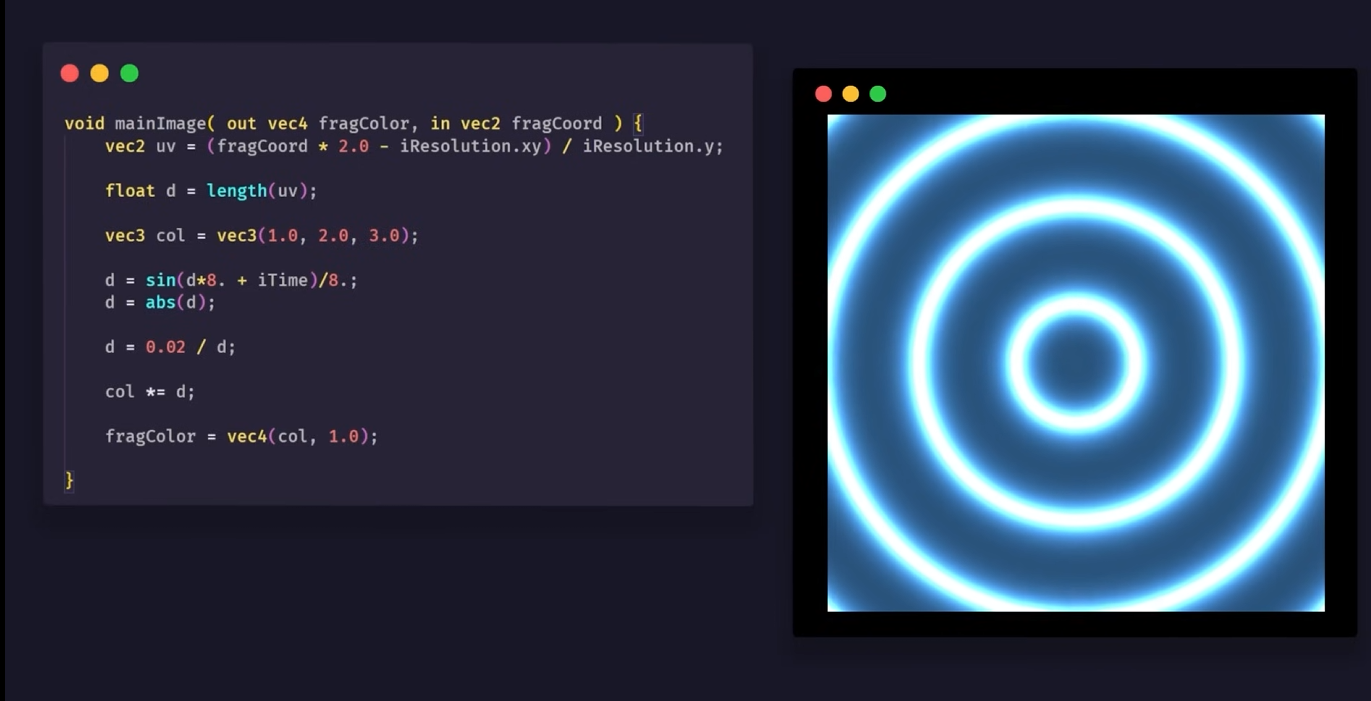 void mainImage( out vec4 fragColor, in vec2 fragCoord ) {
vec2 uv = (fragCoord * 2.0 - iResolution.xy) / iResolution.y;
float d = length(uv);
vec3 col = vec3(1.0, 2.0, 3.0);
d = sin(d*8. + iTime)/8.;
d = abs(d);
d = 0.02 / d;
col *= d;
fragColor = vec4(col, 1.0);
}